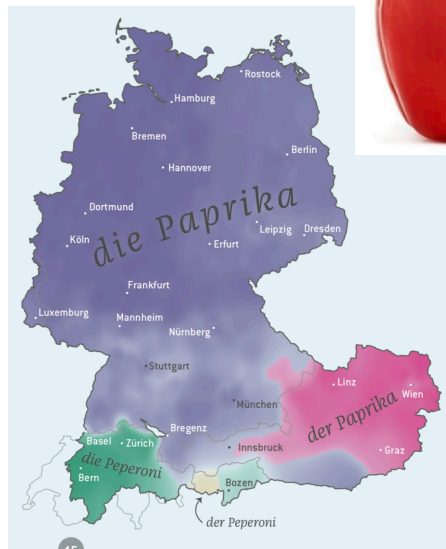 Rostock
Hamburg
Bremen
Berlin
Hannover
die Paprika
Dortmund
Leipzig
Dresden
Köln
Erfurt
Frankfurt
Luxemburg
Mannheim
Nürnberg
Stuttgart
Linz
Wien
München
der Paprika
Bregenz
Basel
Zürich
Innsbruck
Graz
die Peperoni
Bern
Bozen
der Peperoni
45